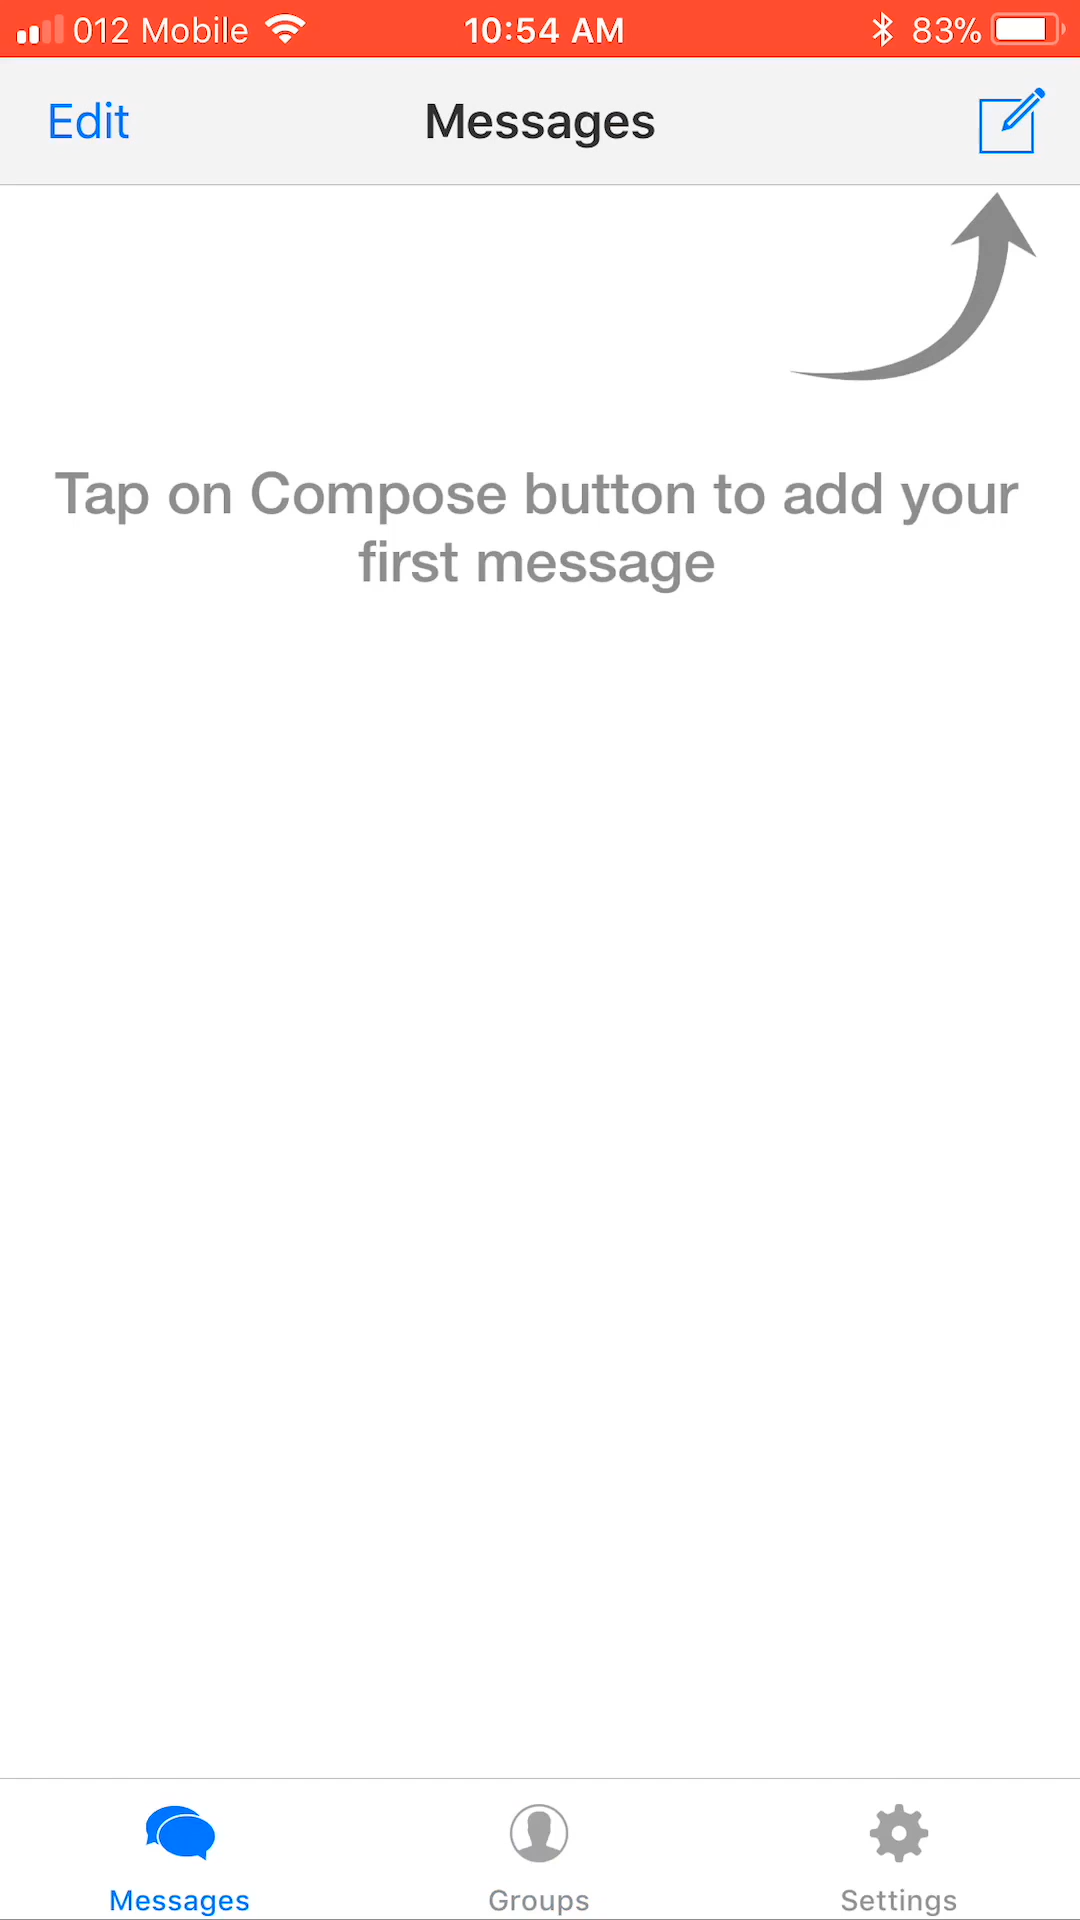 012 Mobile 10:54 AM 83%
Edit Messages
Tap on Compose button to add your
first message
Messages Groups Settings